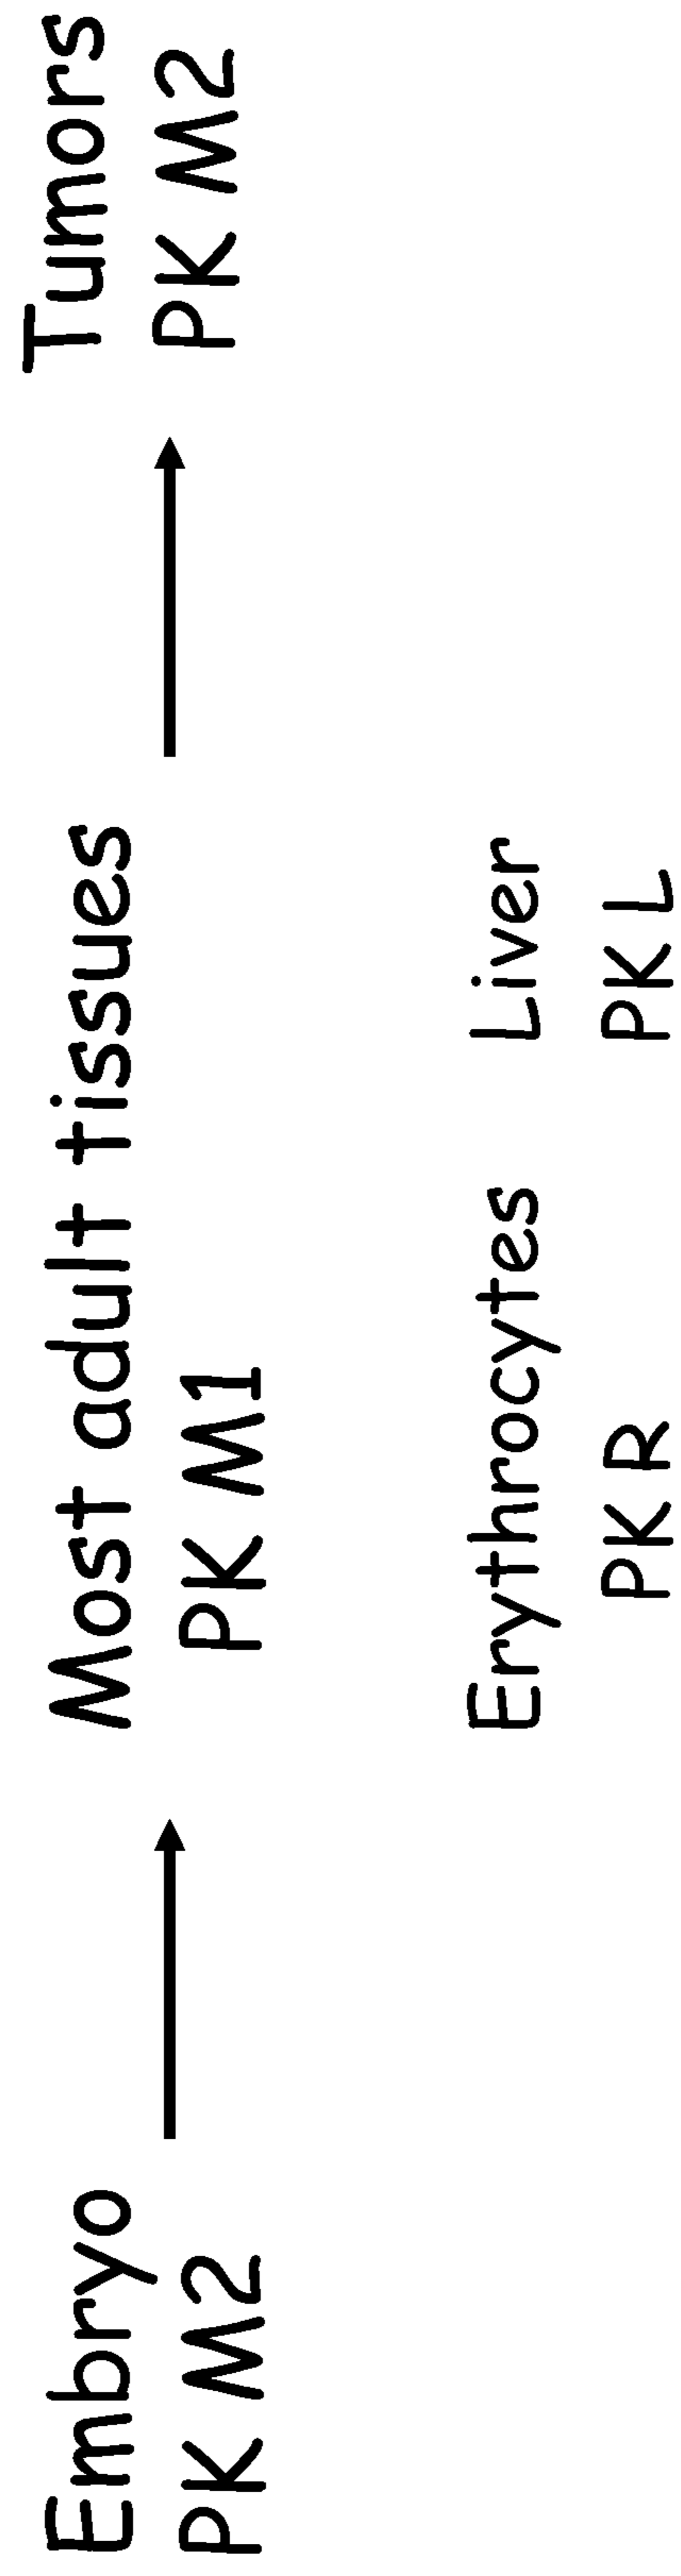 Embryo
PK M2
Most adult tissues
PK M1
Tumors
PK M2
Erythrocytes
PK R
Liver
PK L